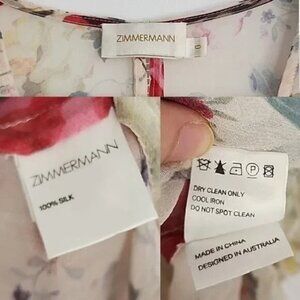 ZIMMERMANN
0
ZIMMERMANN
100% SILK
P
DRY CLEAN ONLY
COOL IRON
DO NOT SPOT CLEAN
MADE IN CHINA
DESIGNED IN AUSTRALIA